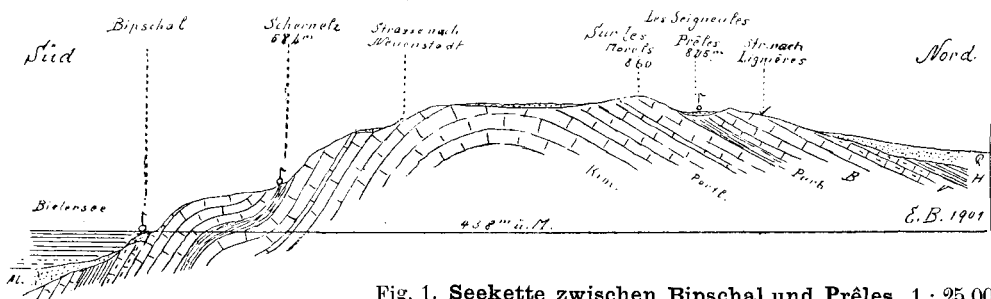 Süd
Bipschal
Schernelz
684m
Strasse nach
Neuenstadt
Sur les
Morels
860
Les Seigneules
Prêles
825m
Str. nach
Lignières
Nord.
Bielersee
Kim.
Portl.
Purb
B
V
Q
H
438m ü. M.
E.B. 1901
AL.
Fig. 1. Seekette zwischen Bipschal und Prêles. 1 : 25,00